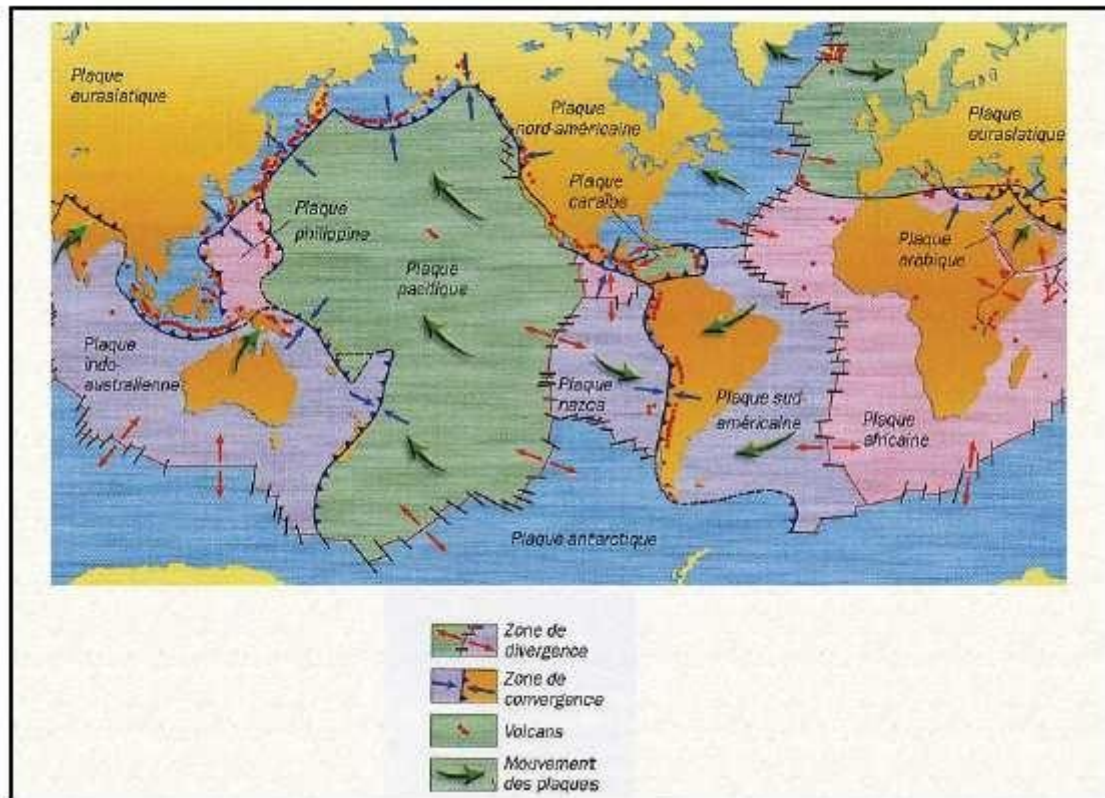 Plaque
eurasiatique
Plaque
nord-américaine
Plaque
eurasiatique
Plaque
caraïbe
Plaque
philippine
Plaque
arabique
Plaque
pacifique
Plaque
indo-
australienne
Plaque
nazca
Plaque sud-
américaine
Plaque
africaine
Plaque antarctique
Zone de
divergence
Zone de
convergence
Volcans
Mouvement
des plaques